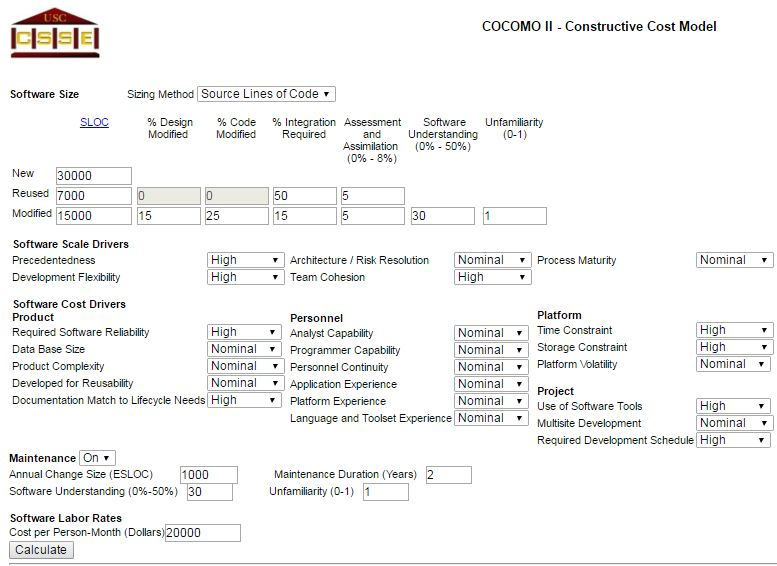 USC
CSSE
COCOMO II - Constructive Cost Model
Software Size Sizing Method Source Lines of Code
SLOC % Design Modified % Code Modified % Integration Required Assessment and Assimilation (0% - 8%) Software Understanding (0% - 50%) Unfamiliarity (0-1)
New 30000
Reused 7000 0 0 50 5
Modified 15000 15 25 15 5 30 1
Software Scale Drivers
Precedentedness High Architecture / Risk Resolution Nominal Process Maturity Nominal
Development Flexibility High Team Cohesion High
Software Cost Drivers
Product
Required Software Reliability High
Data Base Size Nominal
Product Complexity Nominal
Developed for Reusability Nominal
Documentation Match to Lifecycle Needs High
Personnel
Analyst Capability Nominal
Programmer Capability Nominal
Personnel Continuity Nominal
Application Experience Nominal
Platform Experience Nominal
Language and Toolset Experience Nominal
Platform
Time Constraint High
Storage Constraint High
Platform Volatility Nominal
Project
Use of Software Tools High
Multisite Development Nominal
Required Development Schedule High
Maintenance On
Annual Change Size (ESLOC) 1000 Maintenance Duration (Years) 2
Software Understanding (0%-50%) 30 Unfamiliarity (0-1) 1
Software Labor Rates
Cost per Person-Month (Dollars) 20000
Calculate